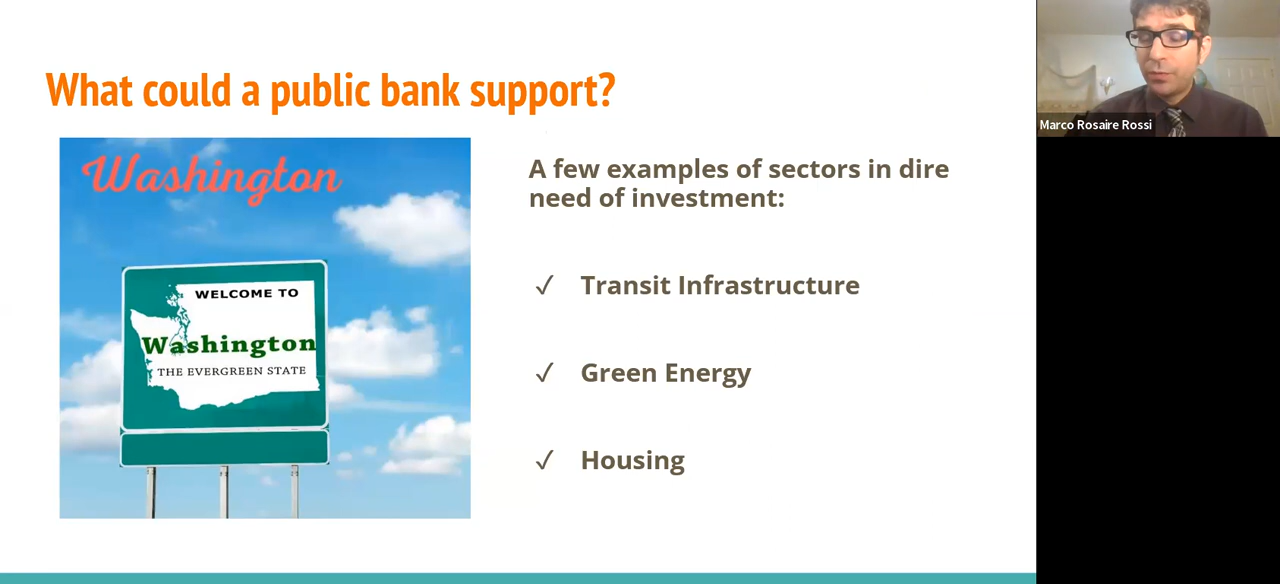 What could a public bank support?
Washington
WELCOME TO
Washington
THE EVERGREEN STATE
A few examples of sectors in dire
need of investment:
✓ Transit Infrastructure
✓ Green Energy
✓ Housing
Marco Rosaire Rossi